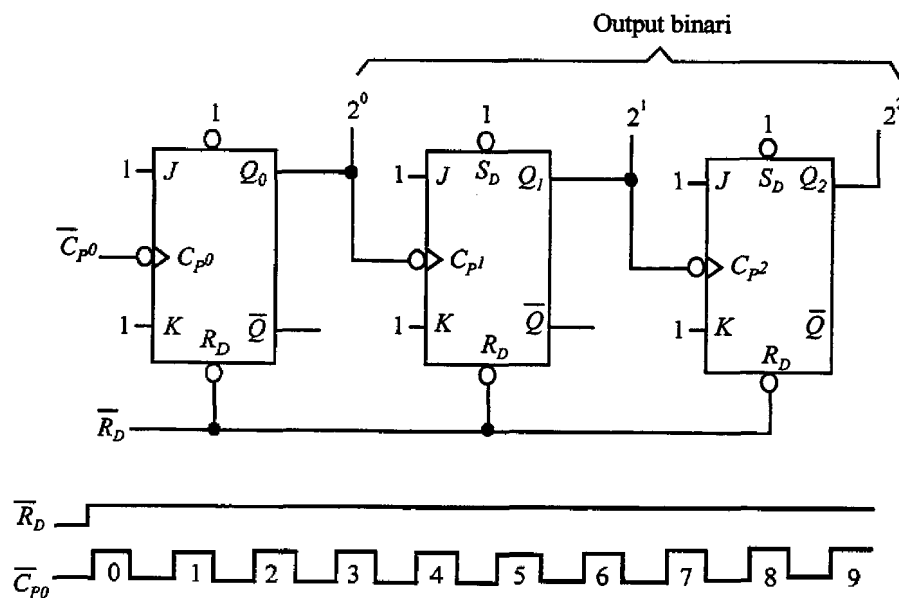 Output binari
1 2⁰ 1 2¹ 1 2²
1 J Q₀ 1 J S_D Q₁ 1 J S_D Q₂
C̅_P0 C_P0 C_P1 C_P2
1 K R_D Q̅ 1 K R_D Q̅ 1 K R_D Q̅
R̅_D
R̅_D
C̅_P0 0 1 2 3 4 5 6 7 8 9